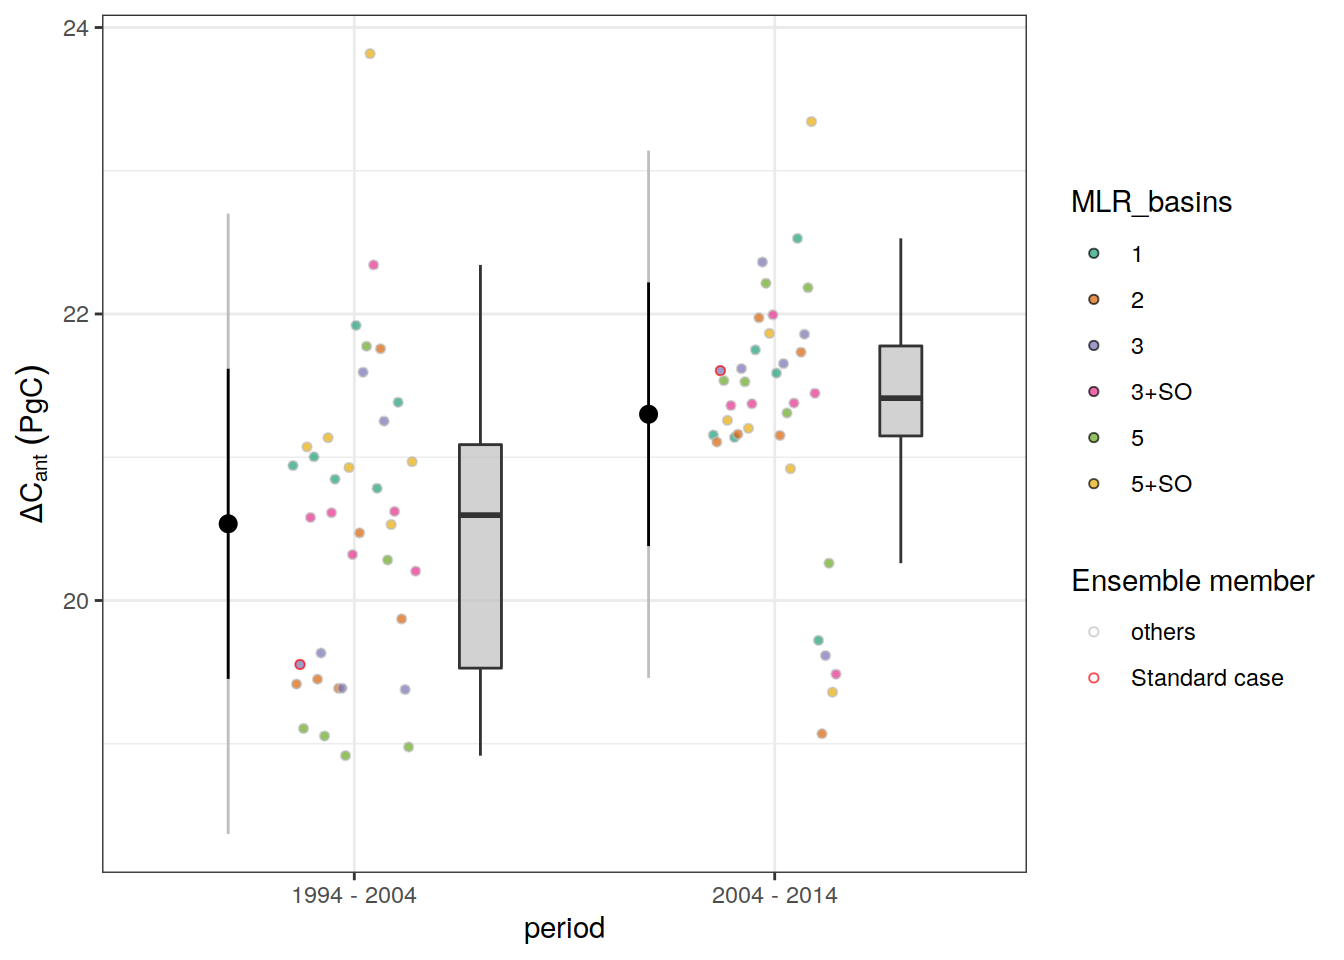 24
22
20
ΔCant (PgC)
1994 - 2004
2004 - 2014
period
MLR_basins
1
2
3
3+SO
5
5+SO
Ensemble member
others
Standard case